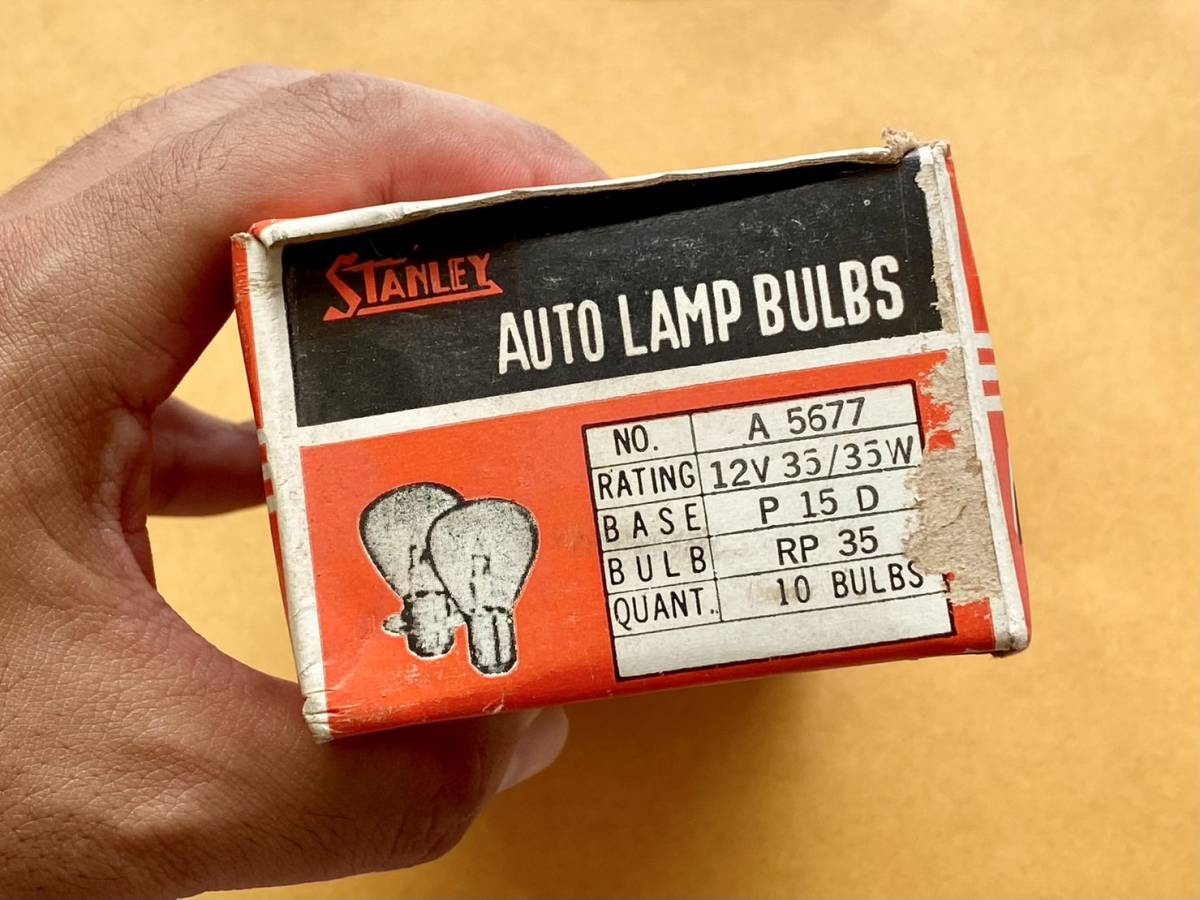 STANLEY
AUTO LAMP BULBS
NO. A 5677
RATING 12V 35/35W
BASE P 15 D
BULB RP 35
QUANT. 10 BULBS